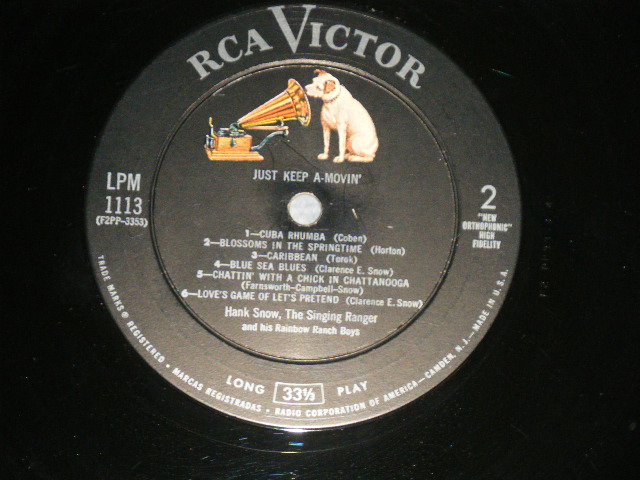 RCA VICTOR
JUST KEEP A-MOVIN'
LPM
1113
(F2PP-3353)
2
"NEW
ORTHOPHONIC"
HIGH
FIDELITY
1—CUBA RHUMBA (Coben)
2—BLOSSOMS IN THE SPRINGTIME (Horton)
3—CARIBBEAN (Torok)
4—BLUE SEA BLUES (Clarence E. Snow)
5—CHATTIN' WITH A CHICK IN CHATTANOOGA
(Farnsworth-Campbell-Snow)
6—LOVE'S GAME OF LET'S PRETEND (Clarence E. Snow)
Hank Snow, The Singing Ranger
and his Rainbow Ranch Boys
LONG 33⅓ PLAY
TRADE MARKS ® REGISTERED • MARCAS REGISTRADAS • RADIO CORPORATION OF AMERICA—CAMDEN, N.J.—MADE IN U.S.A.